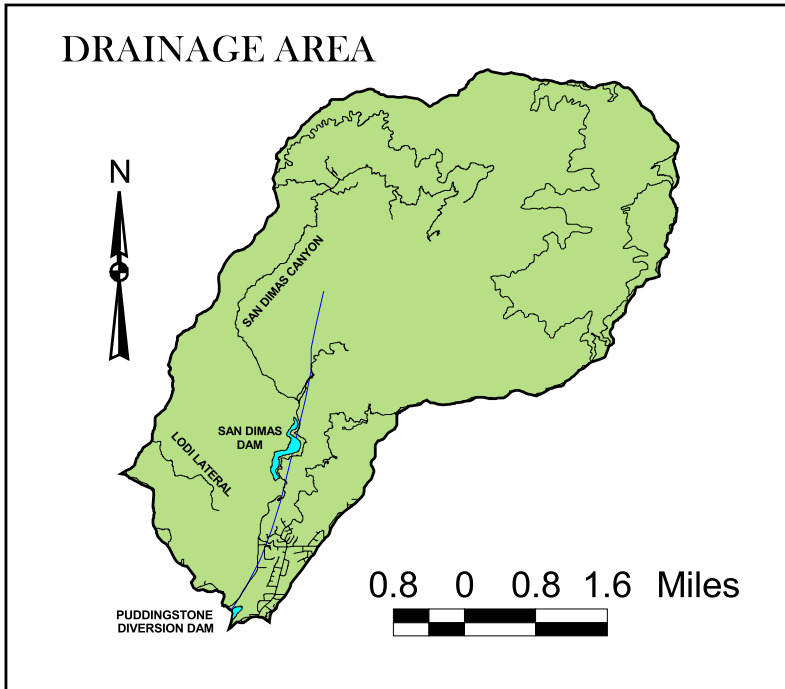 DRAINAGE AREA
N
SAN DIMAS CANYON
SAN DIMAS
DAM
LODI LATERAL
0.8 0 0.8 1.6 Miles
PUDDINGSTONE
DIVERSION DAM